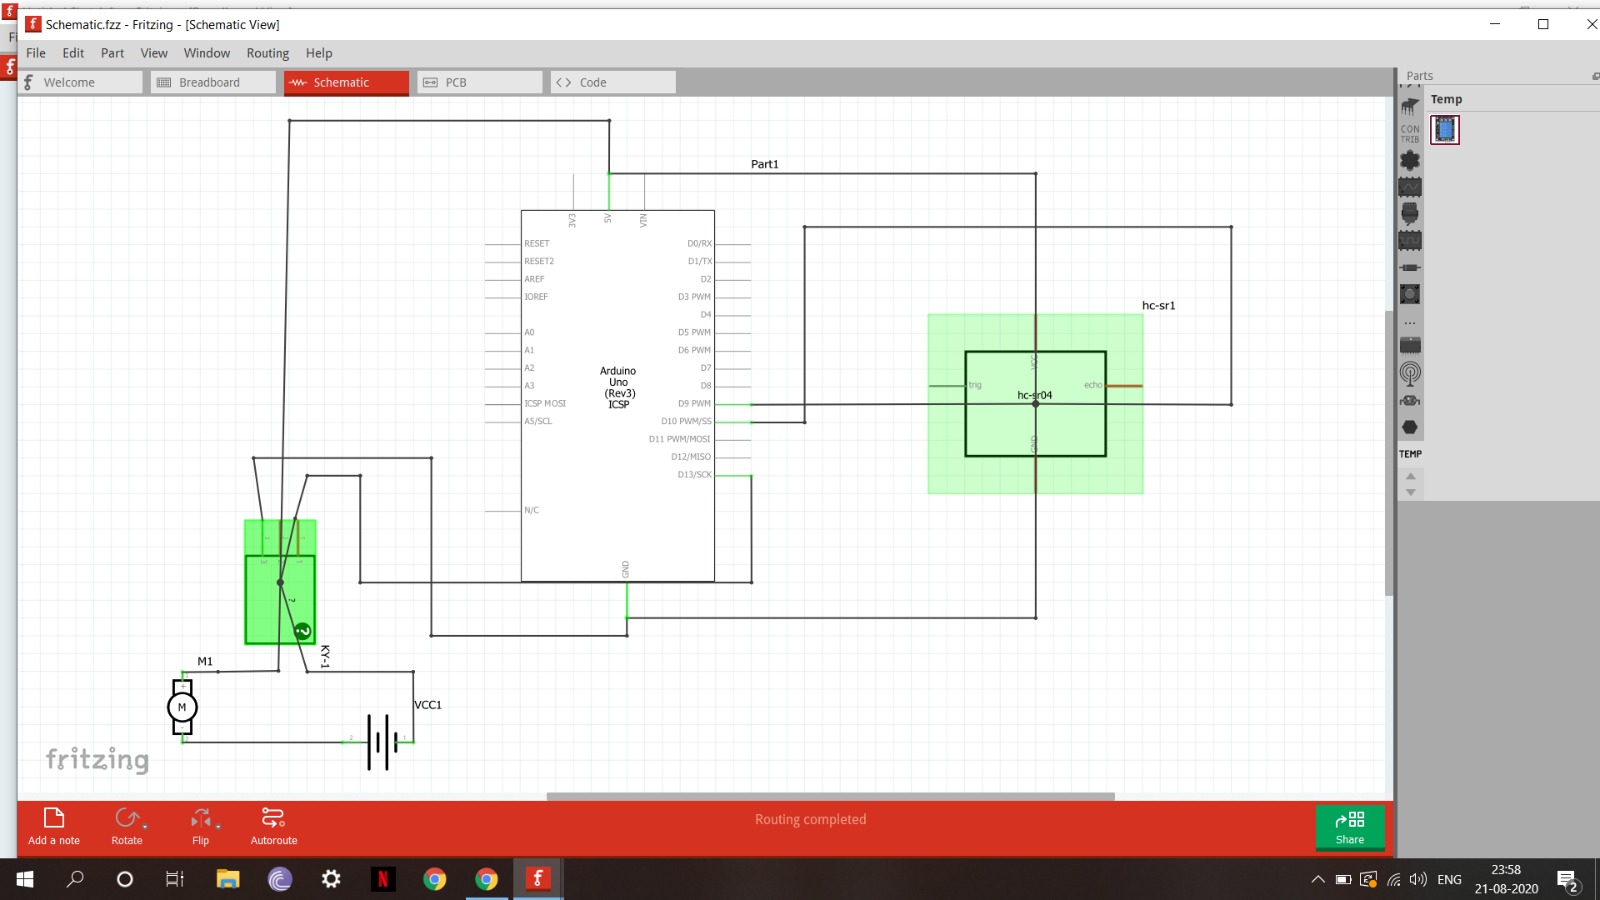 Schematic.fzz - Fritzing - [Schematic View]
File Edit Part View Window Routing Help
Welcome Breadboard Schematic PCB Code
Parts
Temp
CON
TRIB
TEMP
Part1
3V3 5V VIN
RESET
RESET2
AREF
IOREF
A0
A1
A2
A3
ICSP MOSI
A5/SCL
N/C
D0/RX
D1/TX
D2
D3 PWM
D4
D5 PWM
D6 PWM
D7
D8
D9 PWM
D10 PWM/SS
D11 PWM/MOSI
D12/MISO
D13/SCK
Arduino
Uno
(Rev3)
ICSP
GND
hc-sr1
VCC
trig
echo
hc-sr04
GND
3
1
?
KY-1
M1
M
VCC1
2
1
fritzing
Add a note Rotate Flip Autoroute
Routing completed
Share
ENG
23:58
21-08-2020
2